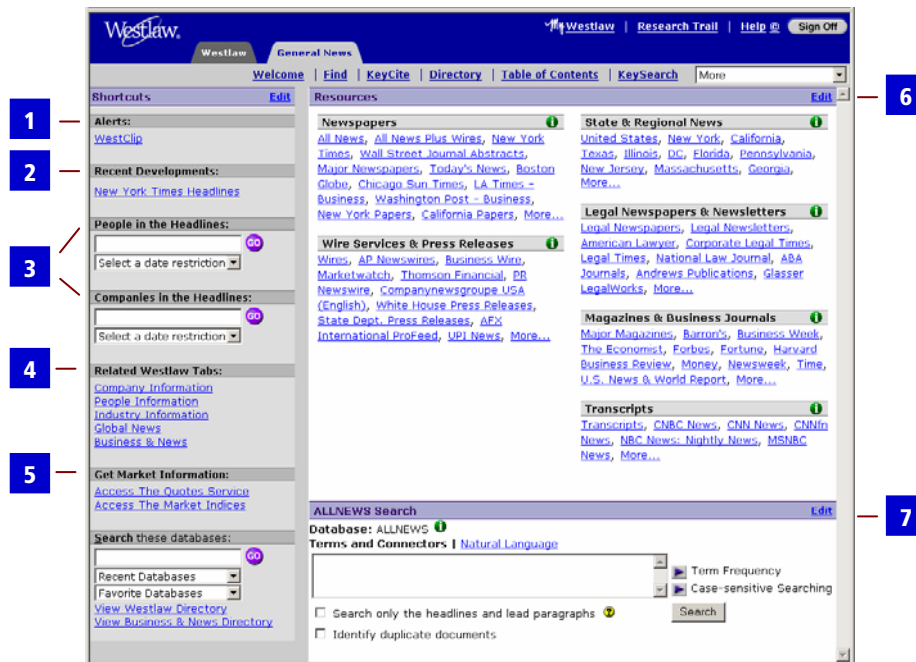 Westlaw.
My Westlaw | Research Trail | Help © Sign Off
Westlaw General News
Welcome | Find | KeyCite | Directory | Table of Contents | KeySearch More
Shortcuts Edit
1
Alerts:
WestClip
2
Recent Developments:
New York Times Headlines
3
People in the Headlines:
GO
Select a date restriction
Companies in the Headlines:
GO
Select a date restriction
4
Related Westlaw Tabs:
Company Information
People Information
Industry Information
Global News
Business & News
5
Get Market Information:
Access The Quotes Service
Access The Market Indices
Search these databases:
GO
Recent Databases
Favorite Databases
View Westlaw Directory
View Business & News Directory
Resources Edit
6
Newspapers
All News, All News Plus Wires, New York
Times, Wall Street Journal Abstracts,
Major Newspapers, Today's News, Boston
Globe, Chicago Sun Times, LA Times -
Business, Washington Post - Business,
New York Papers, California Papers, More...
Wire Services & Press Releases
Wires, AP Newswires, Business Wire,
Marketwatch, Thomson Financial, PR
Newswire, Companynewsgroupe USA
(English), White House Press Releases,
State Dept. Press Releases, AFX
International ProFeed, UPI News, More...
State & Regional News
United States, New York, California,
Texas, Illinois, DC, Florida, Pennsylvania,
New Jersey, Massachusetts, Georgia,
More...
Legal Newspapers & Newsletters
Legal Newspapers, Legal Newsletters,
American Lawyer, Corporate Legal Times,
Legal Times, National Law Journal, ABA
Journals, Andrews Publications, Glasser
LegalWorks, More...
Magazines & Business Journals
Major Magazines, Barron's, Business Week,
The Economist, Forbes, Fortune, Harvard
Business Review, Money, Newsweek, Time,
U.S. News & World Report, More...
Transcripts
Transcripts, CNBC News, CNN News, CNNfn
News, NBC News: Nightly News, MSNBC
News, More...
ALLNEWS Search Edit
7
Database: ALLNEWS
Terms and Connectors | Natural Language
Term Frequency
Case-sensitive Searching
Search only the headlines and lead paragraphs
Search
Identify duplicate documents